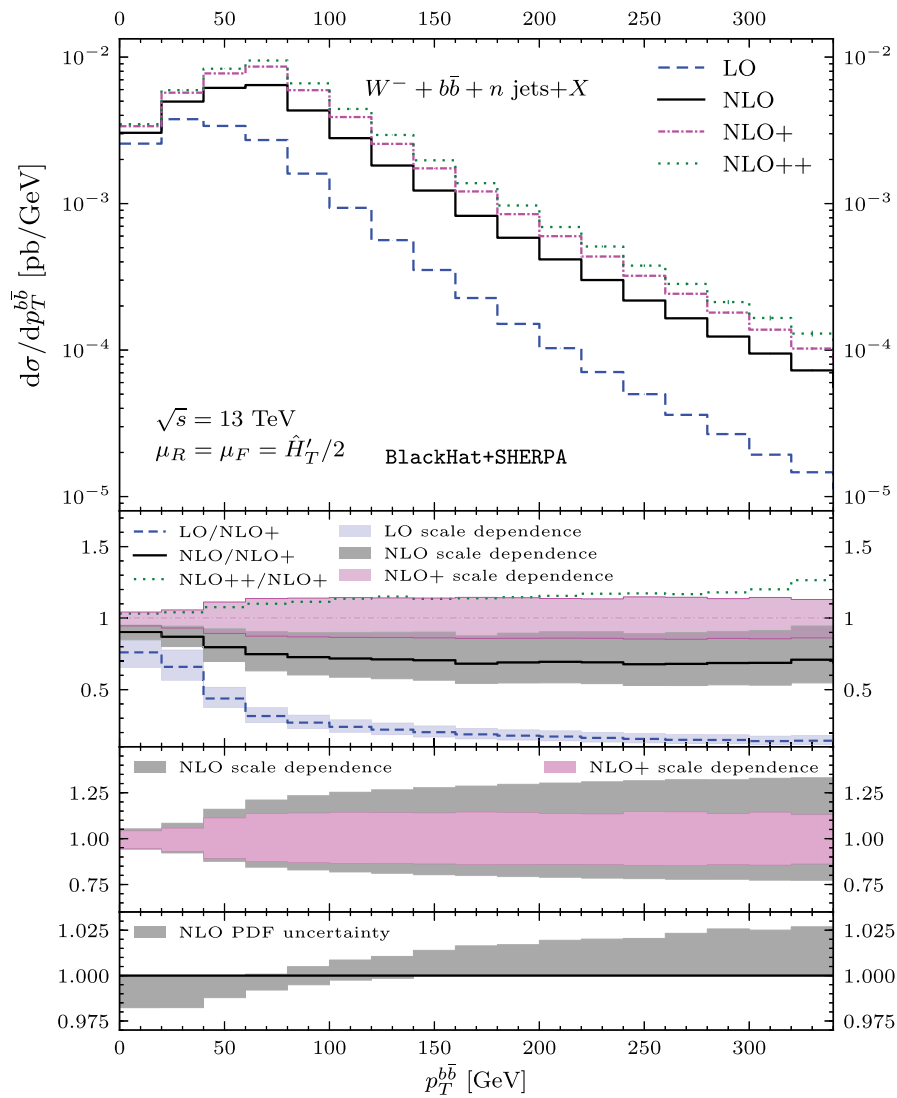 0 50 100 150 200 250 300
10⁻² 10⁻²
W⁻ + bb̄ + n jets+X
LO
NLO
NLO+
NLO++
10⁻³ 10⁻³
dσ/dp_T^{bb̄} [pb/GeV]
10⁻⁴ 10⁻⁴
√s = 13 TeV
μ_R = μ_F = Ĥ′_T/2
BlackHat+SHERPA
10⁻⁵ 10⁻⁵
LO/NLO+ LO scale dependence
NLO/NLO+ NLO scale dependence
NLO++/NLO+ NLO+ scale dependence
1.5 1.5
1 1
0.5 0.5
NLO scale dependence NLO+ scale dependence
1.25 1.25
1.00 1.00
0.75 0.75
NLO PDF uncertainty
1.025 1.025
1.000 1.000
0.975 0.975
0 50 100 150 200 250 300
p_T^{bb̄} [GeV]